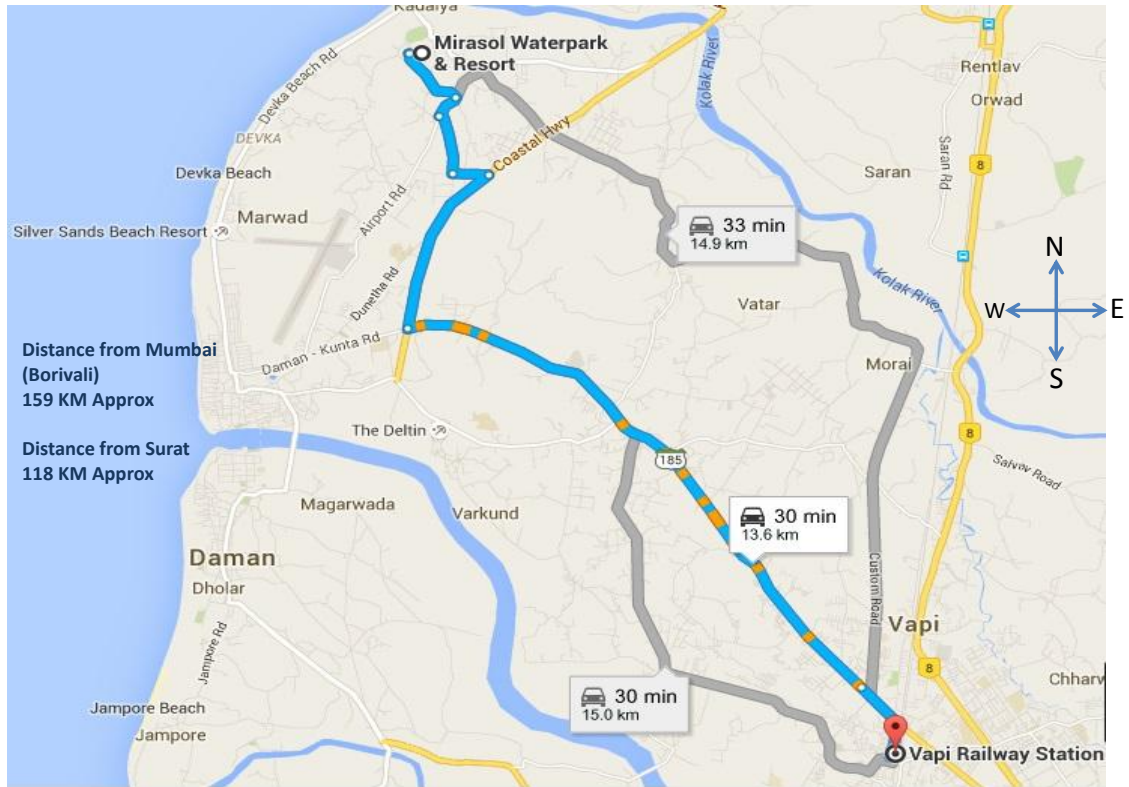 Kadaiya
Mirasol Waterpark
& Resort
Devka Beach Rd
DEVKA
Devka Beach
Marwad
Silver Sands Beach Resort
Airport Rd
Dunetha Rd
Coastal Hwy
Kolak River
Rentlav
Orwad
Saran Rd
8
Saran
33 min
14.9 km
Vatar
Kolak River
N
W
E
S
Morai
Daman - Kunta Rd
Distance from Mumbai
(Borivali)
159 KM Approx
Distance from Surat
118 KM Approx
The Deltin
185
8
Salvav Road
Magarwada
Varkund
30 min
13.6 km
Daman
Dholar
Jampore Rd
Custom Road
Vapi
8
Chharw
30 min
15.0 km
Jampore Beach
Jampore
Vapi Railway Station